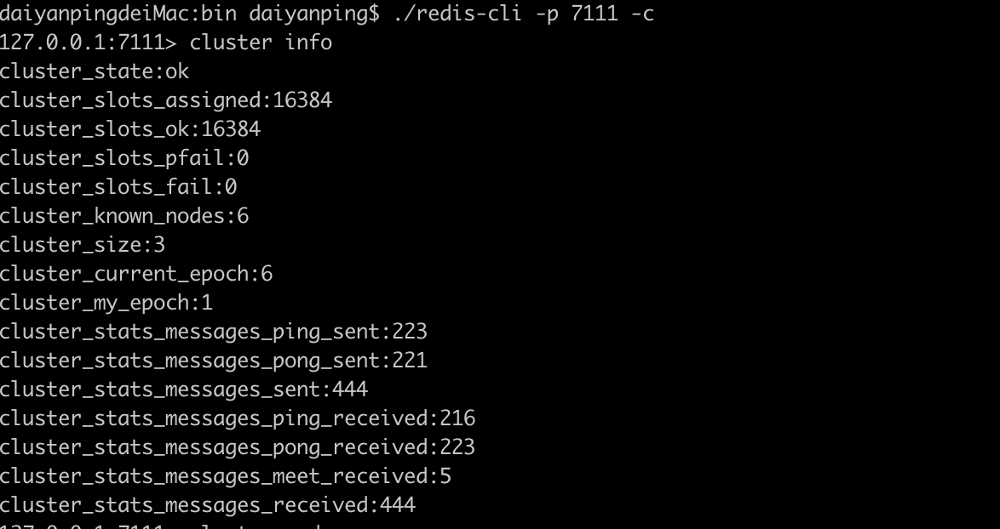 daiyanpingdeiMac:bin daiyanping$ ./redis-cli -p 7111 -c
127.0.0.1:7111> cluster info
cluster_state:ok
cluster_slots_assigned:16384
cluster_slots_ok:16384
cluster_slots_pfail:0
cluster_slots_fail:0
cluster_known_nodes:6
cluster_size:3
cluster_current_epoch:6
cluster_my_epoch:1
cluster_stats_messages_ping_sent:223
cluster_stats_messages_pong_sent:221
cluster_stats_messages_sent:444
cluster_stats_messages_ping_received:216
cluster_stats_messages_pong_received:223
cluster_stats_messages_meet_received:5
cluster_stats_messages_received:444